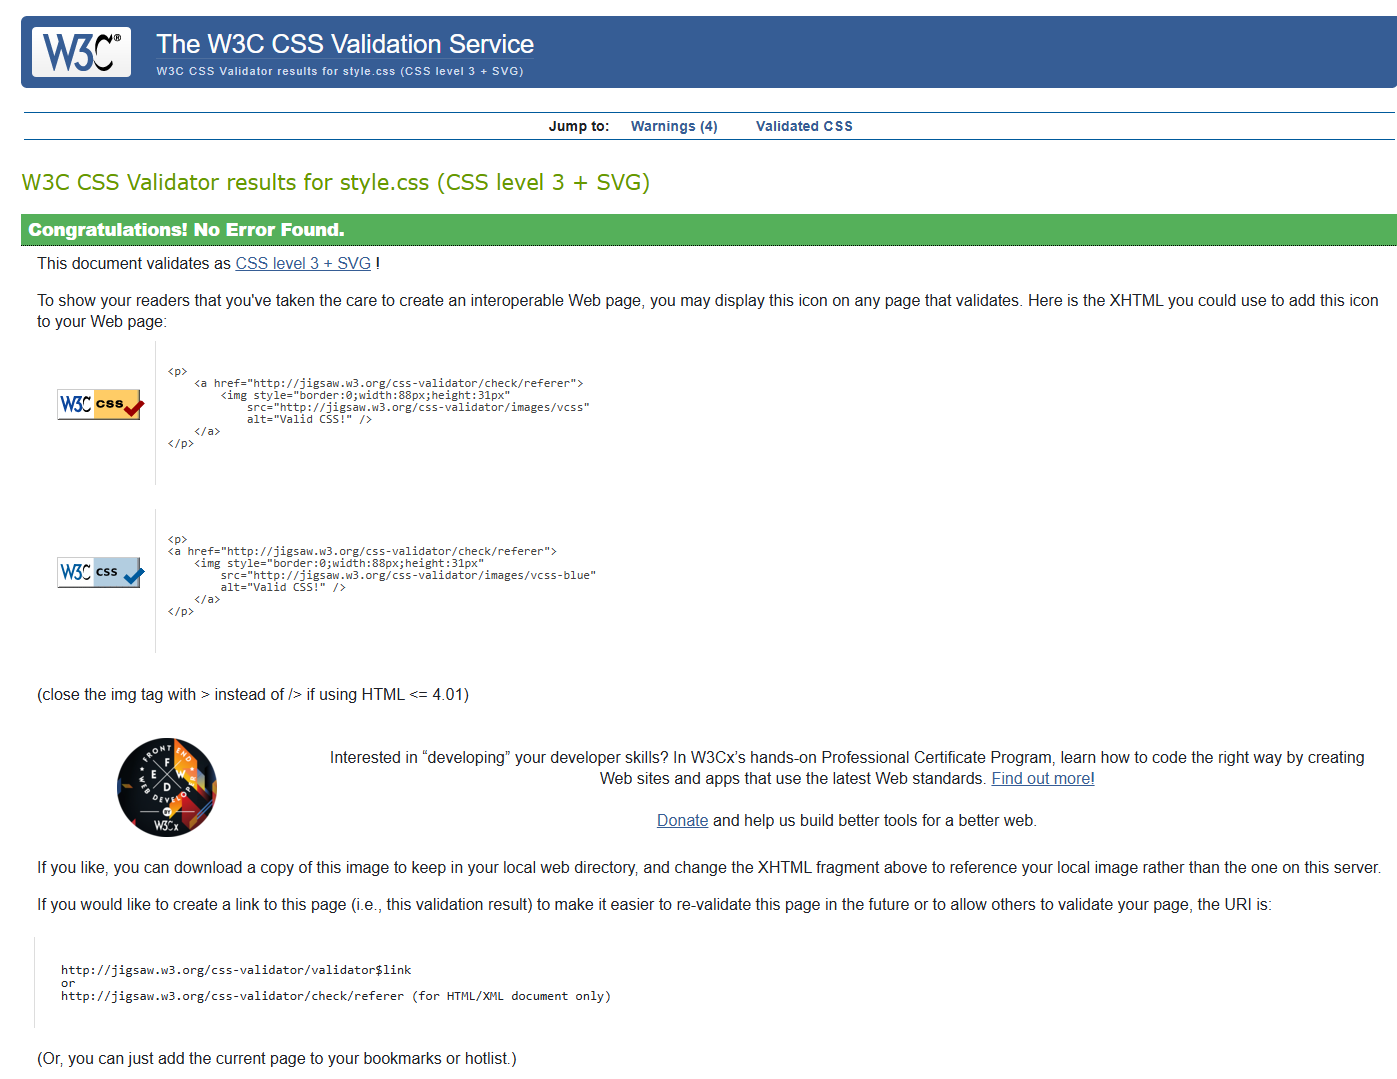 W3C®
The W3C CSS Validation Service
W3C CSS Validator results for style.css (CSS level 3 + SVG)
Jump to: Warnings (4) Validated CSS
W3C CSS Validator results for style.css (CSS level 3 + SVG)
Congratulations! No Error Found.
This document validates as CSS level 3 + SVG !
To show your readers that you've taken the care to create an interoperable Web page, you may display this icon on any page that validates. Here is the XHTML you could use to add this icon
to your Web page:
W3C css
<p>
<a href="http://jigsaw.w3.org/css-validator/check/referer">
<img style="border:0;width:88px;height:31px"
src="http://jigsaw.w3.org/css-validator/images/vcss"
alt="Valid CSS!" />
</a>
</p>
W3C css
<p>
<a href="http://jigsaw.w3.org/css-validator/check/referer">
<img style="border:0;width:88px;height:31px"
src="http://jigsaw.w3.org/css-validator/images/vcss-blue"
alt="Valid CSS!" />
</a>
</p>
(close the img tag with > instead of /> if using HTML <= 4.01)
FRONT END
F
E W
D
WEB DEVELOPER
W3Cx
Interested in “developing” your developer skills? In W3Cx’s hands-on Professional Certificate Program, learn how to code the right way by creating
Web sites and apps that use the latest Web standards. Find out more!
Donate and help us build better tools for a better web.
If you like, you can download a copy of this image to keep in your local web directory, and change the XHTML fragment above to reference your local image rather than the one on this server.
If you would like to create a link to this page (i.e., this validation result) to make it easier to re-validate this page in the future or to allow others to validate your page, the URI is:
http://jigsaw.w3.org/css-validator/validator$link
or
http://jigsaw.w3.org/css-validator/check/referer (for HTML/XML document only)
(Or, you can just add the current page to your bookmarks or hotlist.)